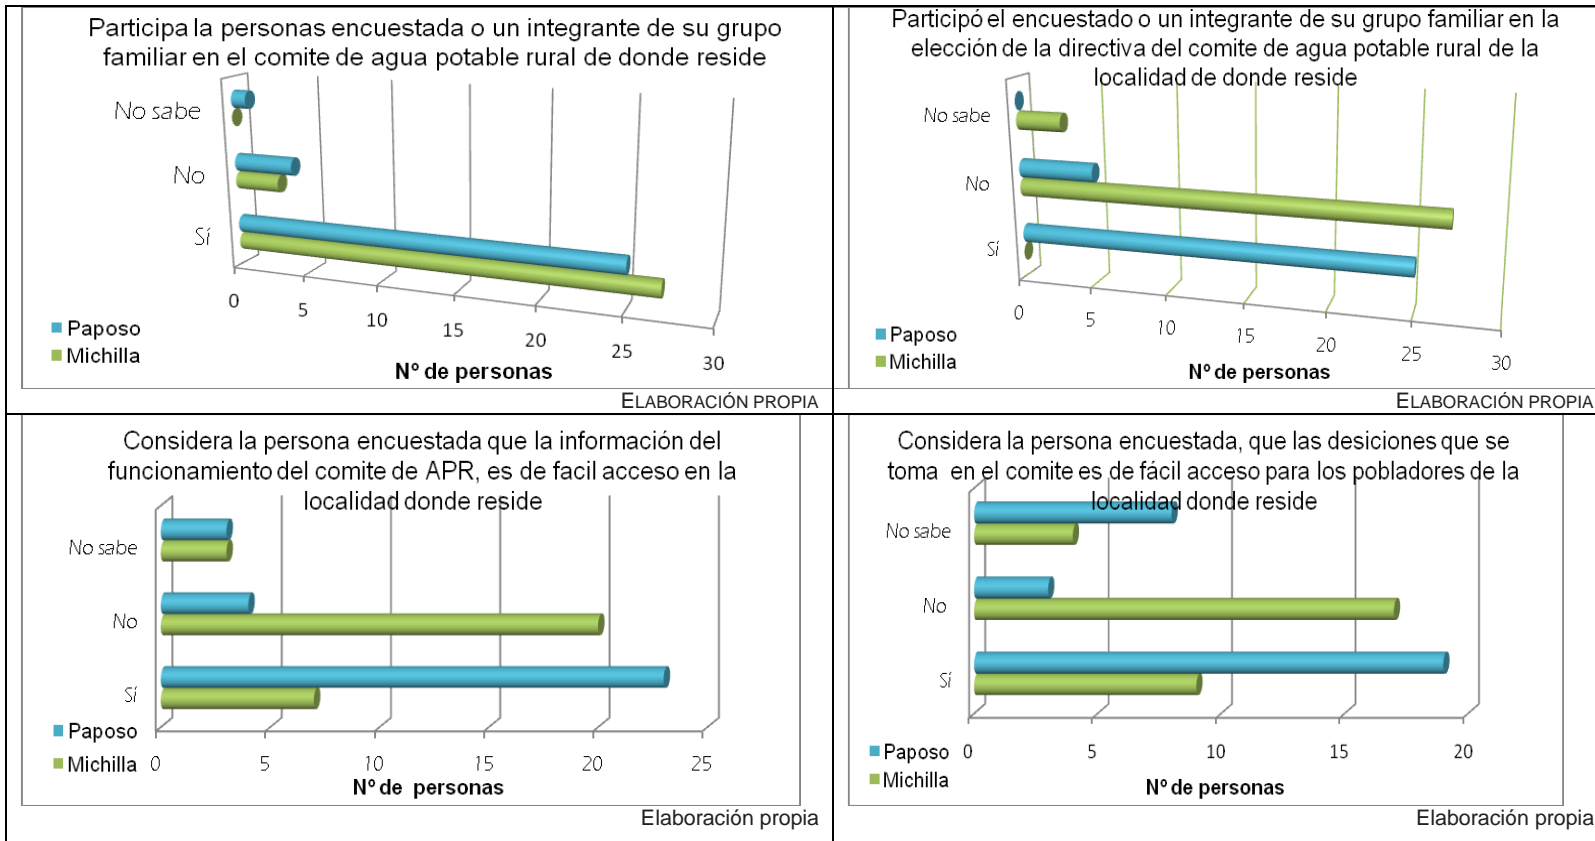 Participa la personas encuestada o un integrante de su grupo
familiar en el comite de agua potable rural de donde reside
No sabe
No
Sí
0
5
10
15
20
25
30
Paposo
Michilla
Nº de personas
ELABORACIÓN PROPIA
Participó el encuestado o un integrante de su grupo familiar en la
elección de la directiva del comite de agua potable rural de la
localidad de donde reside
No sabe
No
Sí
0
5
10
15
20
25
30
Paposo
Michilla
Nº de personas
ELABORACIÓN PROPIA
Considera la persona encuestada que la información del
funcionamiento del comite de APR, es de facil acceso en la
localidad donde reside
No sabe
No
Sí
Paposo
Michilla
0
5
10
15
20
25
Nº de personas
Elaboración propia
Considera la persona encuestada, que las desiciones que se
toma en el comite es de fácil acceso para los pobladores de la
localidad donde reside
No sabe
No
Sí
0
5
10
15
20
Paposo
Michilla
Nº de personas
Elaboración propia